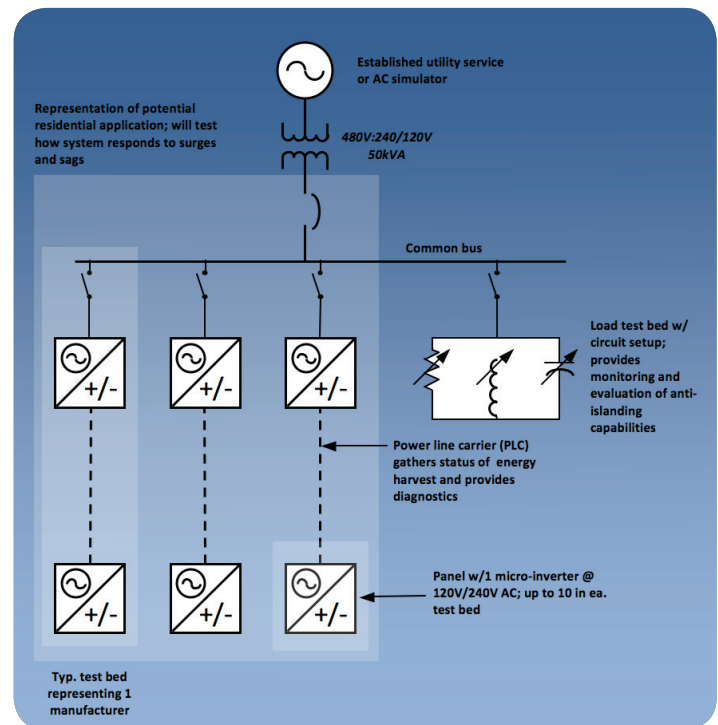 Established utility service
or AC simulator
Representation of potential
residential application; will test
how system responds to surges
and sags
480V:240/120V
50kVA
Common bus
+/-
+/-
+/-
Load test bed w/
circuit setup;
provides
monitoring and
evaluation of anti-
islanding
capabilities
Power line carrier (PLC)
gathers status of energy
harvest and provides
diagnostics
+/-
+/-
+/-
Panel w/1 micro-inverter @
120V/240V AC; up to 10 in ea.
test bed
Typ. test bed
representing 1
manufacturer